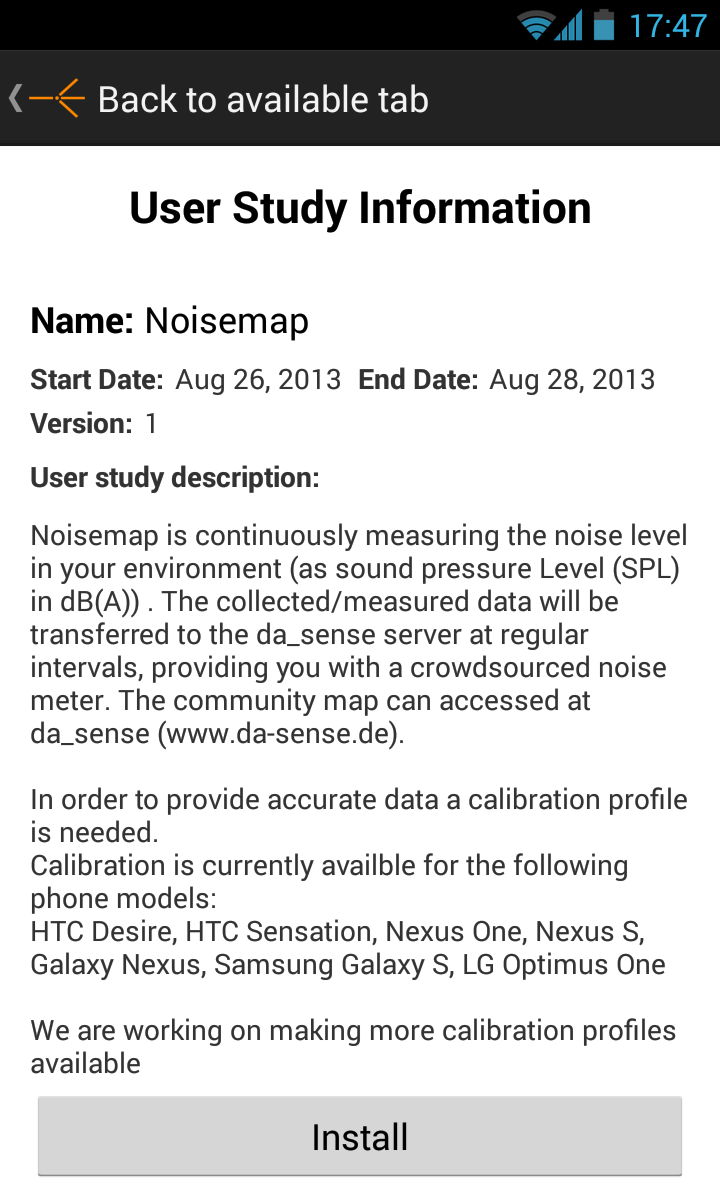 17:47
Back to available tab
User Study Information
Name: Noisemap
Start Date: Aug 26, 2013 End Date: Aug 28, 2013
Version: 1
User study description:
Noisemap is continuously measuring the noise level
in your environment (as sound pressure Level (SPL)
in dB(A)) . The collected/measured data will be
transferred to the da_sense server at regular
intervals, providing you with a crowdsourced noise
meter. The community map can accessed at
da_sense (www.da-sense.de).
In order to provide accurate data a calibration profile
is needed.
Calibration is currently availble for the following
phone models:
HTC Desire, HTC Sensation, Nexus One, Nexus S,
Galaxy Nexus, Samsung Galaxy S, LG Optimus One
We are working on making more calibration profiles
available
Install